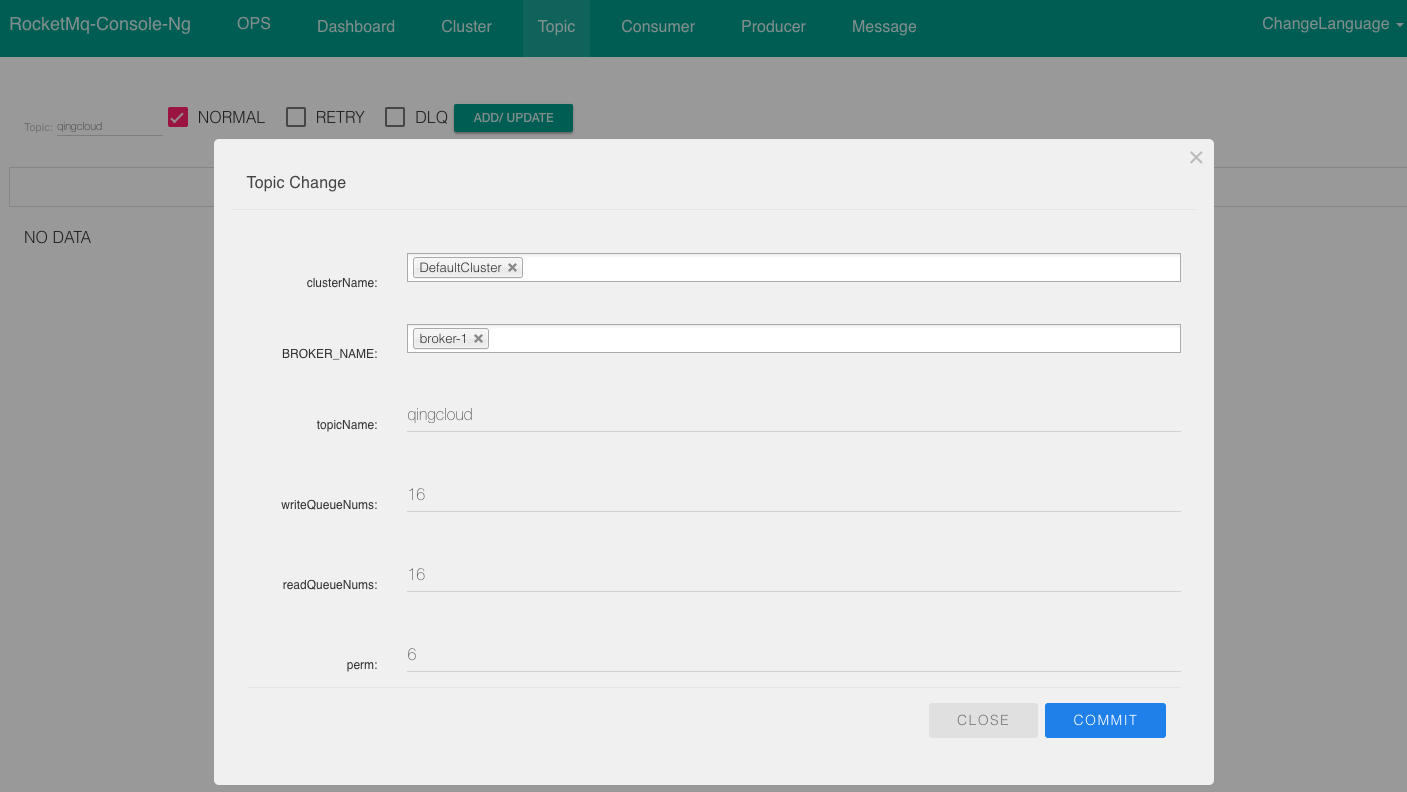 RocketMq-Console-Ng OPS Dashboard Cluster Topic Consumer Producer Message ChangeLanguage
Topic: qingcloud NORMAL RETRY DLQ ADD/ UPDATE
Topic Change
NO DATA
clusterName: DefaultCluster
BROKER_NAME: broker-1
topicName: qingcloud
writeQueueNums: 16
readQueueNums: 16
perm: 6
CLOSE COMMIT